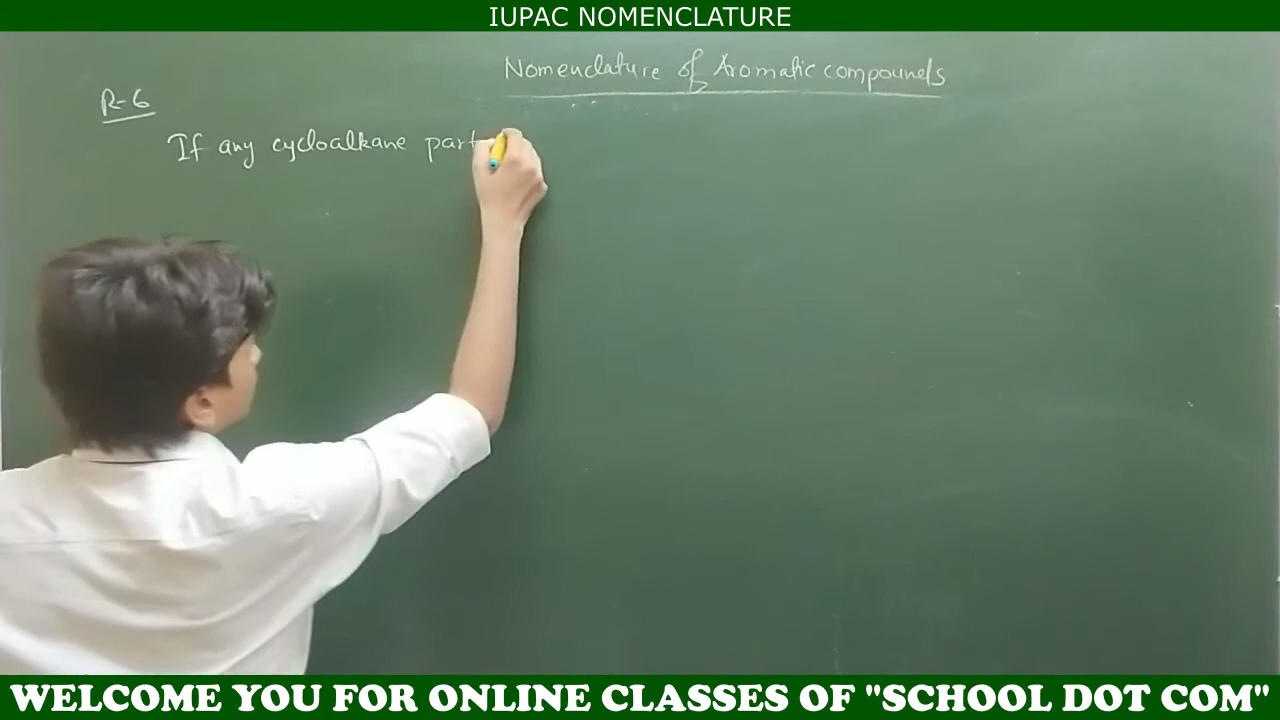 IUPAC NOMENCLATURE
Nomenclature of Aromatic compounds
R-6
If any cycloalkane part
WELCOME YOU FOR ONLINE CLASSES OF "SCHOOL DOT COM"